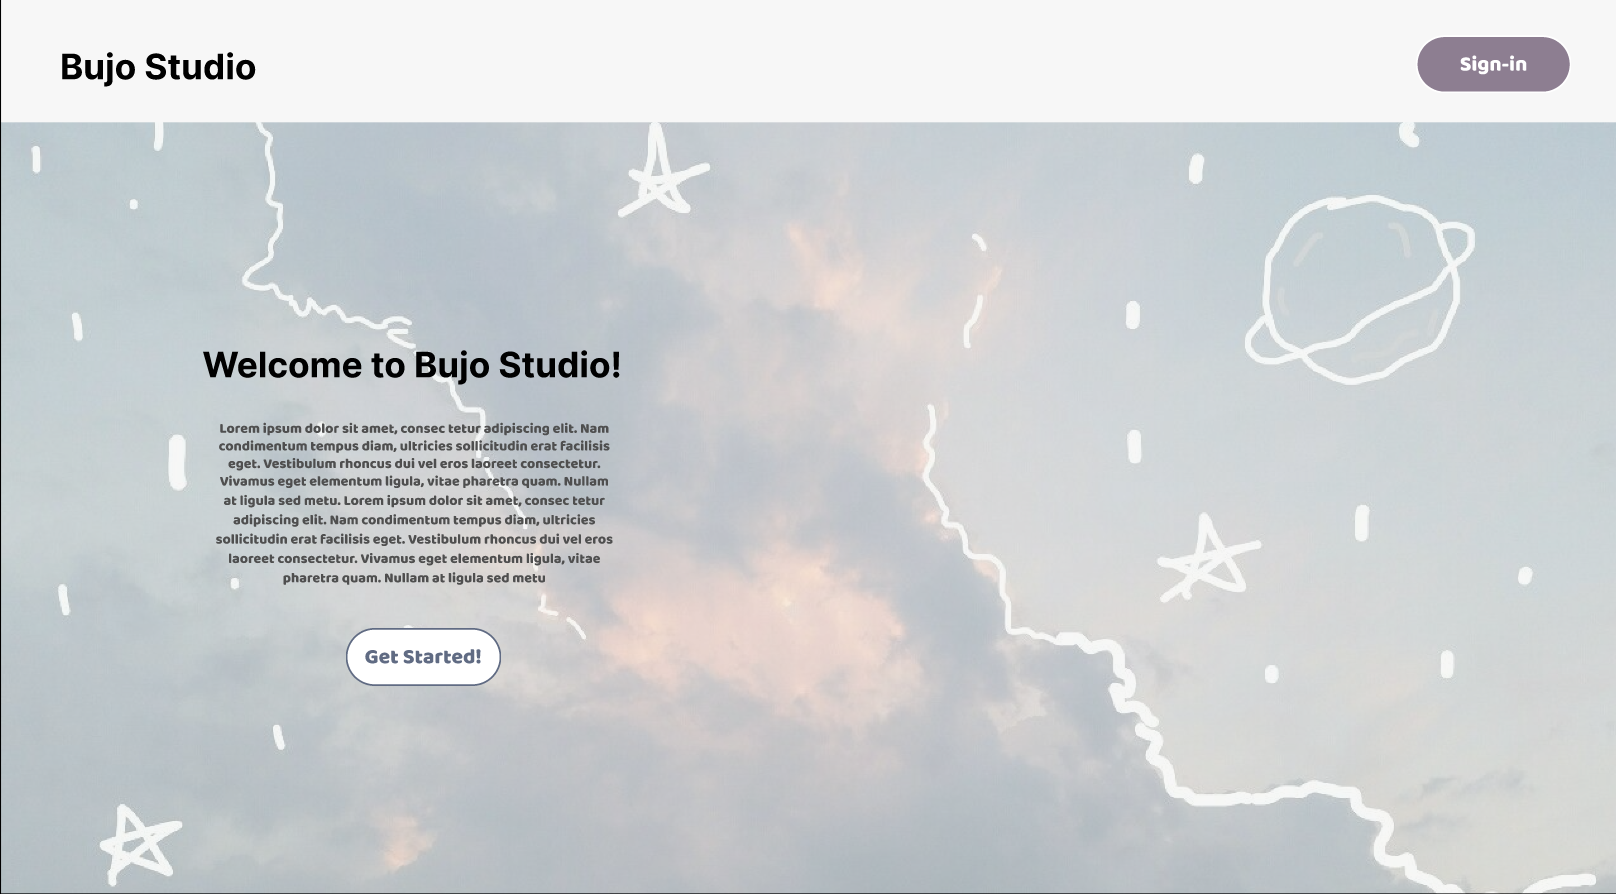 Bujo Studio
Sign-in
Welcome to Bujo Studio!
Lorem ipsum dolor sit amet, consec tetur adipiscing elit. Nam
condimentum tempus diam, ultricies sollicitudin erat facilisis
eget. Vestibulum rhoncus dui vel eros laoreet consectetur.
Vivamus eget elementum ligula, vitae pharetra quam. Nullam
at ligula sed metu. Lorem ipsum dolor sit amet, consec tetur
adipiscing elit. Nam condimentum tempus diam, ultricies
sollicitudin erat facilisis eget. Vestibulum rhoncus dui vel eros
laoreet consectetur. Vivamus eget elementum ligula, vitae
pharetra quam. Nullam at ligula sed metu
Get Started!